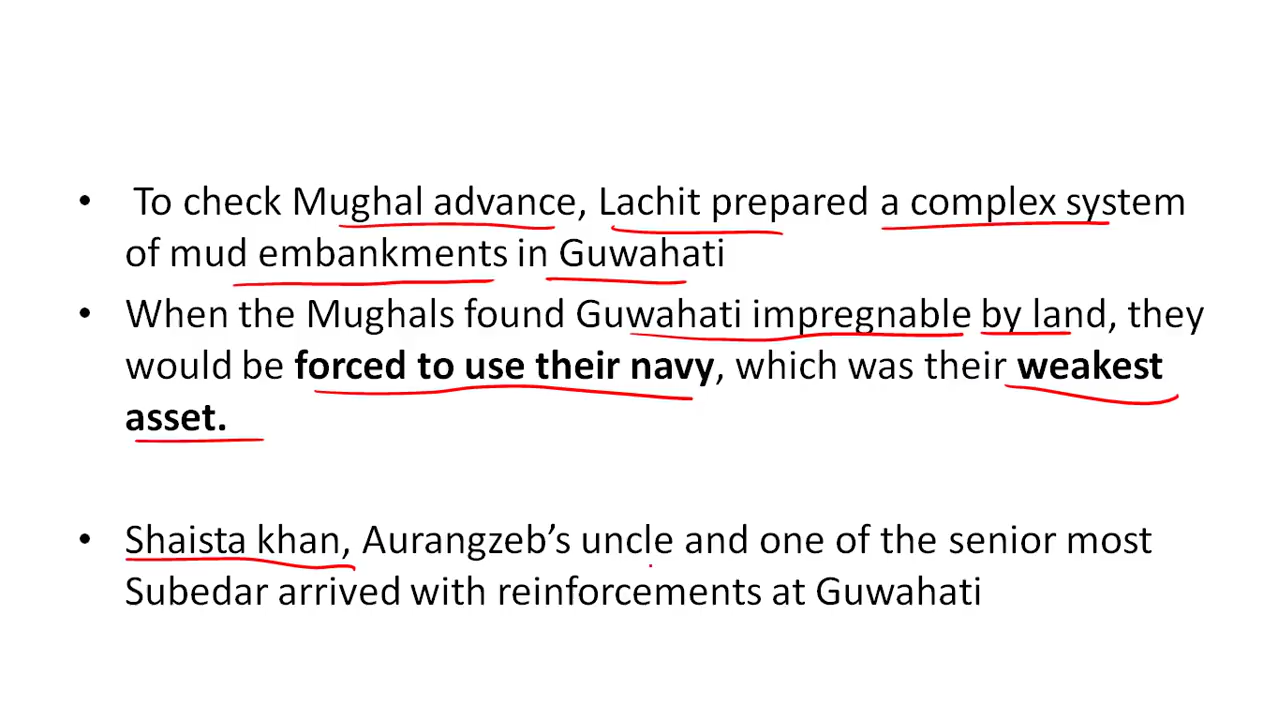 • To check Mughal advance, Lachit prepared a complex system
of mud embankments in Guwahati
• When the Mughals found Guwahati impregnable by land, they
would be forced to use their navy, which was their weakest
asset.
• Shaista khan, Aurangzeb’s uncle and one of the senior most
Subedar arrived with reinforcements at Guwahati